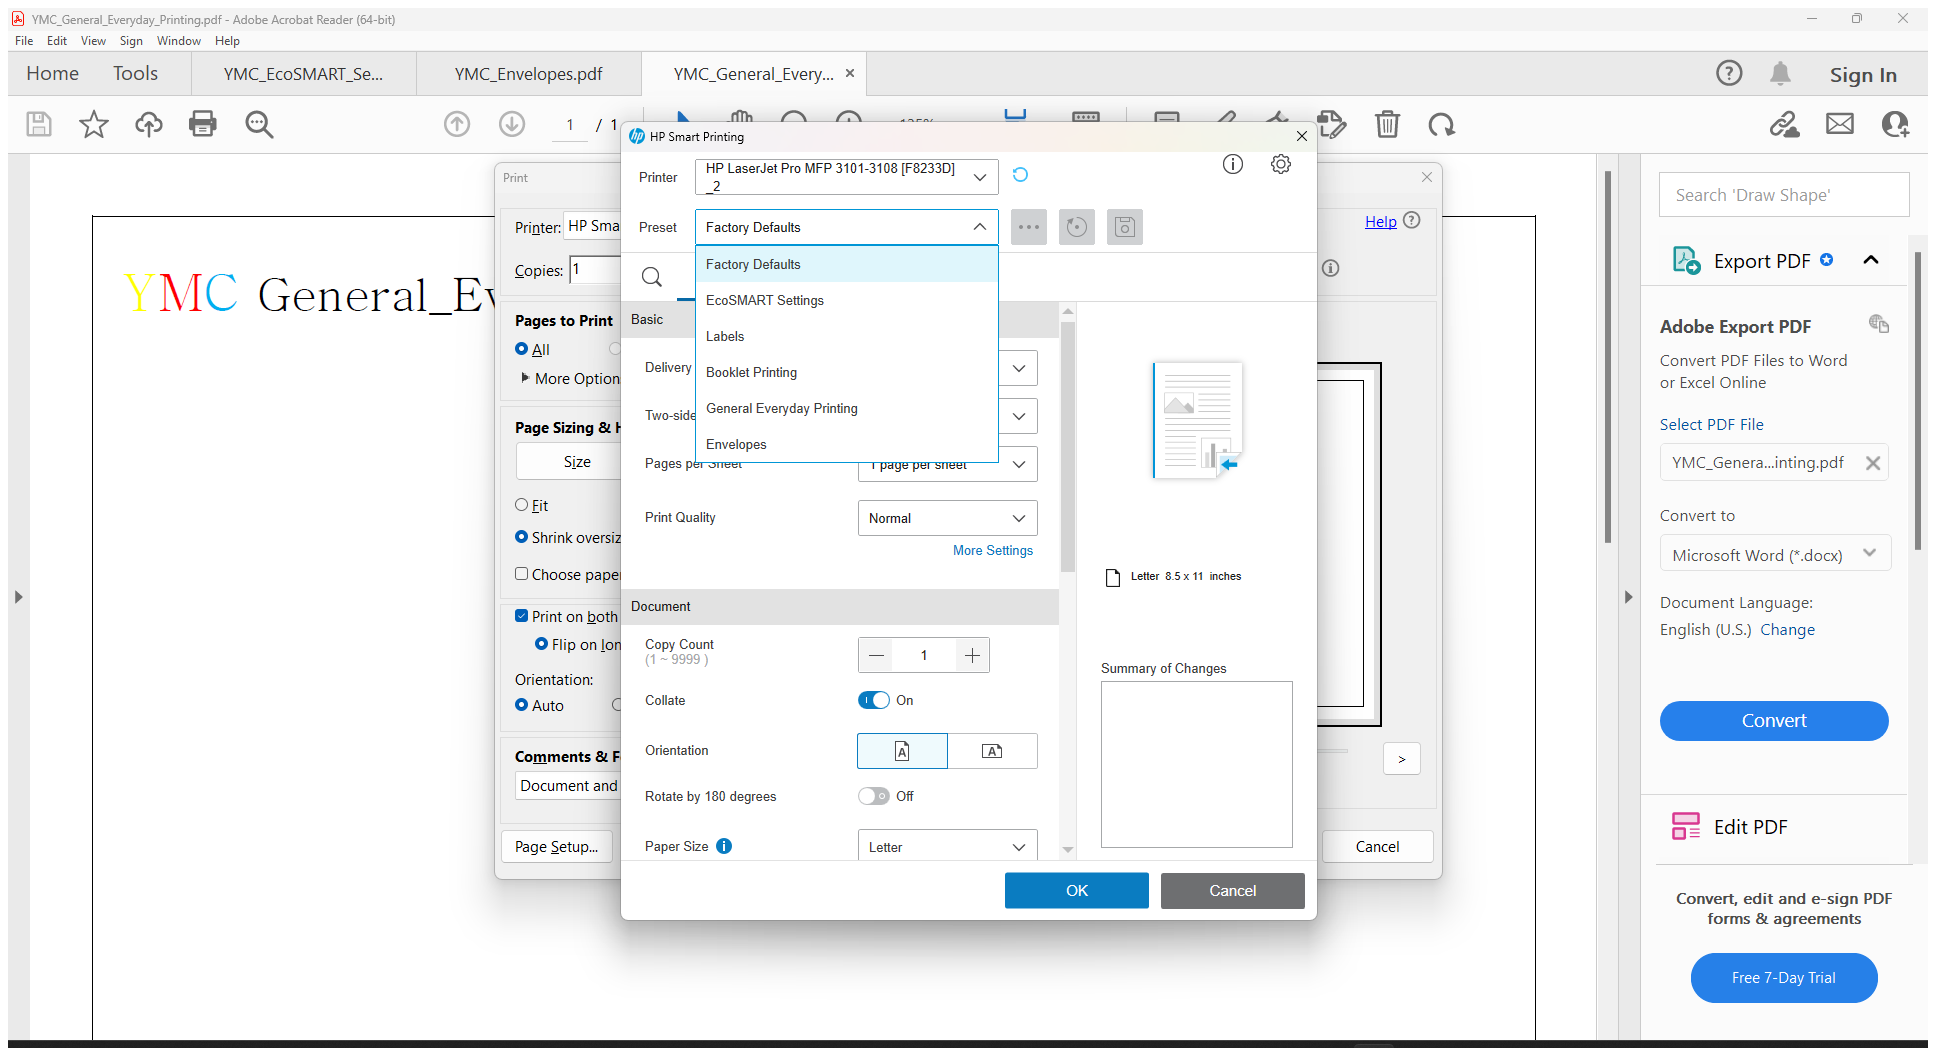 YMC_General_Everyday_Printing.pdf - Adobe Acrobat Reader (64-bit)
File Edit View Sign Window Help
Home Tools YMC_EcoSMART_Se... YMC_Envelopes.pdf YMC_General_Every... Sign In
1 / 1
HP Smart Printing
Print
Printer HP LaserJet Pro MFP 3101-3108 [F8233D]
_2
Preset Factory Defaults
Factory Defaults
EcoSMART Settings
Labels
Booklet Printing
General Everyday Printing
Envelopes
Basic
Delivery
Two-side
Pages per Sheet 1 page per sheet
Print Quality Normal
More Settings
Document
Copy Count 1
(1 ~ 9999 )
Collate On
Orientation
Rotate by 180 degrees Off
Paper Size Letter
Letter 8.5 x 11 inches
Summary of Changes
OK Cancel
Printer: HP Sma
Help
Copies: 1
Pages to Print
All
More Option
Page Sizing & H
Size
Fit
Shrink oversiz
Choose pape
Print on both
Flip on lon
Orientation:
Auto
Comments & F
Document and
Page Setup...
>
Cancel
YMC General_Ev
Search 'Draw Shape'
Export PDF
Adobe Export PDF
Convert PDF Files to Word
or Excel Online
Select PDF File
YMC_Genera...inting.pdf
Convert to
Microsoft Word (*.docx)
Document Language:
English (U.S.) Change
Convert
Edit PDF
Convert, edit and e-sign PDF
forms & agreements
Free 7-Day Trial